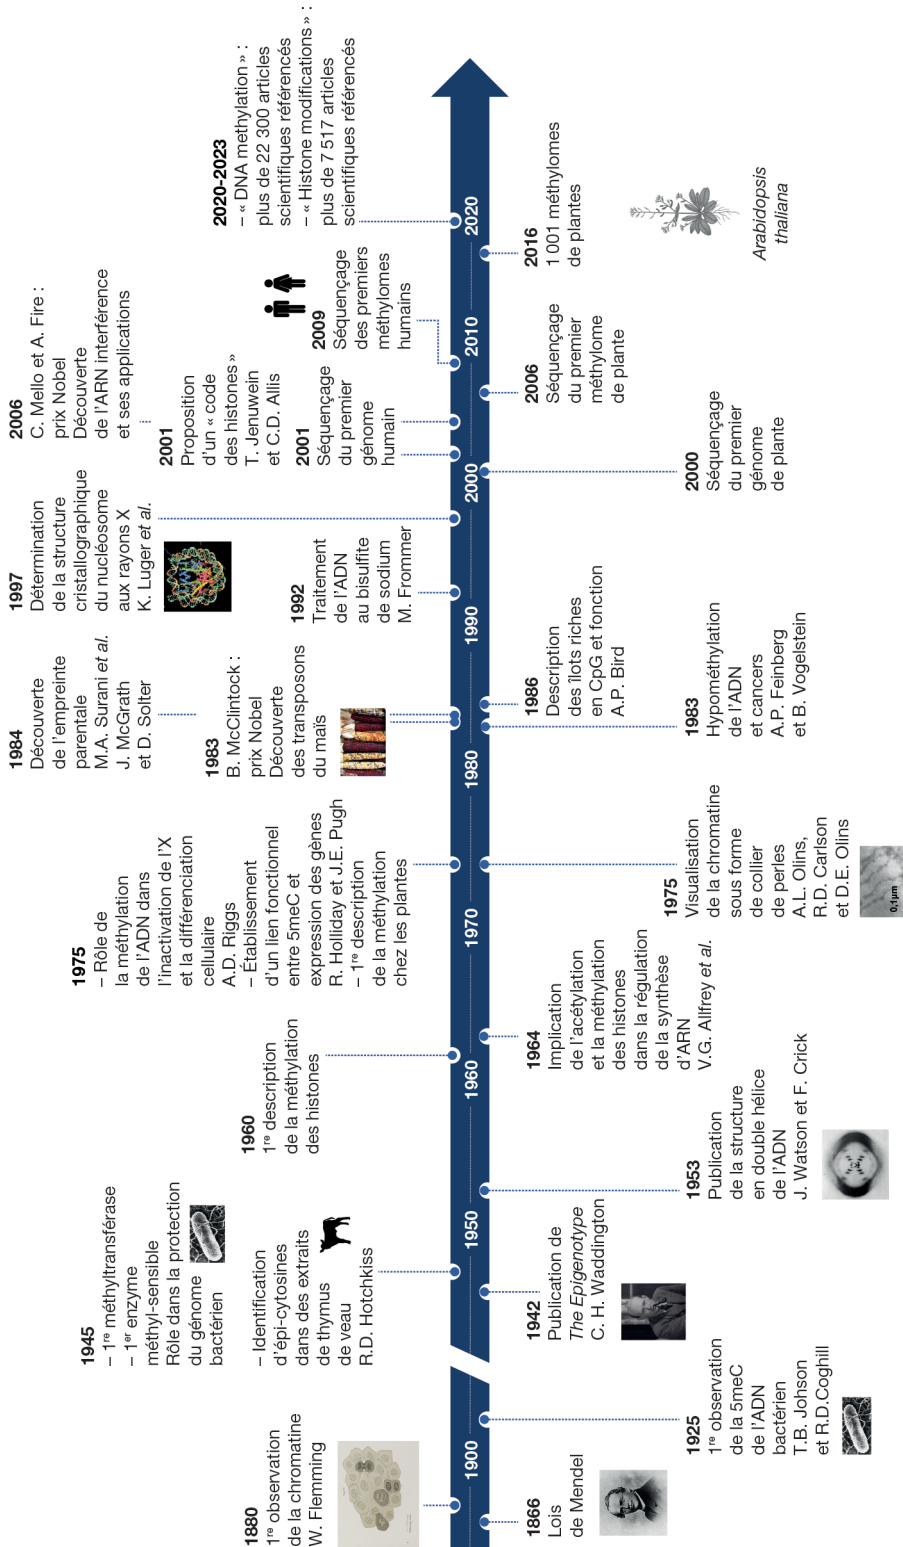 1880
1re observation
de la chromatine
W. Flemming
1945
– 1re méthyltransférase
– 1er enzyme
méthyl-sensible
Rôle dans la protection
du génome
bactérien
– Identification
d'épi-cytosines
dans des extraits
de thymus
de veau
R.D. Hotchkiss
1960
1re description
de la méthylation
des histones
1975
– Rôle de
la méthylation
de l'ADN dans
l'inactivation de l'X
et la différenciation
cellulaire
A.D. Riggs
– Établissement
d'un lien fonctionnel
entre 5meC et
expression des gènes
R. Holliday et J.E. Pugh
– 1re description
de la méthylation
chez les plantes
1984
Découverte
de l'empreinte
parentale
M.A. Surani et al.
J. McGrath
et D. Solter
1983
B. McClintock :
prix Nobel
Découverte
des transposons
du maïs
1997
Détermination
de la structure
cristallographique
du nucléosome
aux rayons X
K. Luger et al.
1992
Traitement
de l'ADN
au bisulfite
de sodium
M. Frommer
2006
C. Mello et A. Fire :
prix Nobel
Découverte
de l'ARN interférence
et ses applications
2001
Proposition
d'un « code
des histones »
T. Jenuwein
et C.D. Allis
2001
Séquençage
du premier
génome
humain
2009
Séquençage
des premiers
méthylomes
humains
2020-2023
– « DNA methylation » :
plus de 22 300 articles
scientifiques référencés
– « Histone modifications » :
plus de 7 517 articles
scientifiques référencés
1900
1950
1960
1970
1980
1990
2000
2010
2020
1866
Lois
de Mendel
1925
1re observation
de la 5meC
de l'ADN
bactérien
T.B. Johson
et R.D.Coghill
1942
Publication de
The Epigenotype
C. H. Waddington
1953
Publication
de la structure
en double hélice
de l'ADN
J. Watson et F. Crick
1964
Implication
de l'acétylation
et la méthylation
des histones
dans la régulation
de la synthèse
d'ARN
V.G. Allfrey et al.
1975
Visualisation
de la chromatine
sous forme
de collier
de perles
A.L. Olins,
R.D. Carlson
et D.E. Olins
0,1µm
1986
Description
des îlots riches
en CpG et fonction
A.P. Bird
1983
Hypométhylation
de l'ADN
et cancers
A.P. Feinberg
et B. Vogelstein
2000
Séquençage
du premier
génome
de plante
2006
Séquençage
du premier
méthylome
de plante
2016
1 001 méthylomes
de plantes
Arabidopsis
thaliana